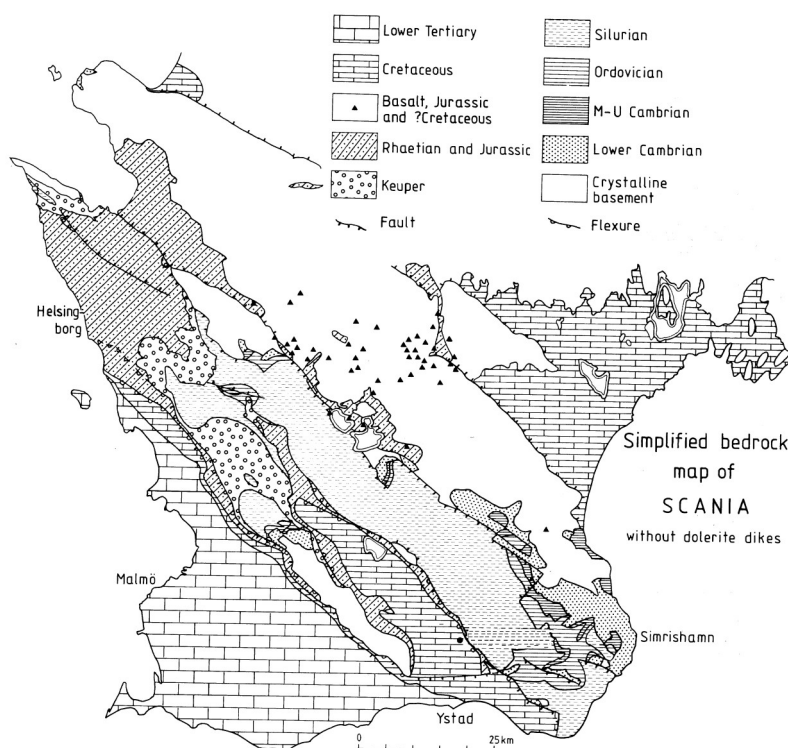 Lower Tertiary
Cretaceous
Basalt, Jurassic
and ?Cretaceous
Rhaetian and Jurassic
Keuper
Fault
Silurian
Ordovician
M-U Cambrian
Lower Cambrian
Crystalline
basement
Flexure
Helsing-
borg
Simplified bedrock
map of
SCANIA
without dolerite dikes
Malmö
Simrishamn
Ystad
0
25km